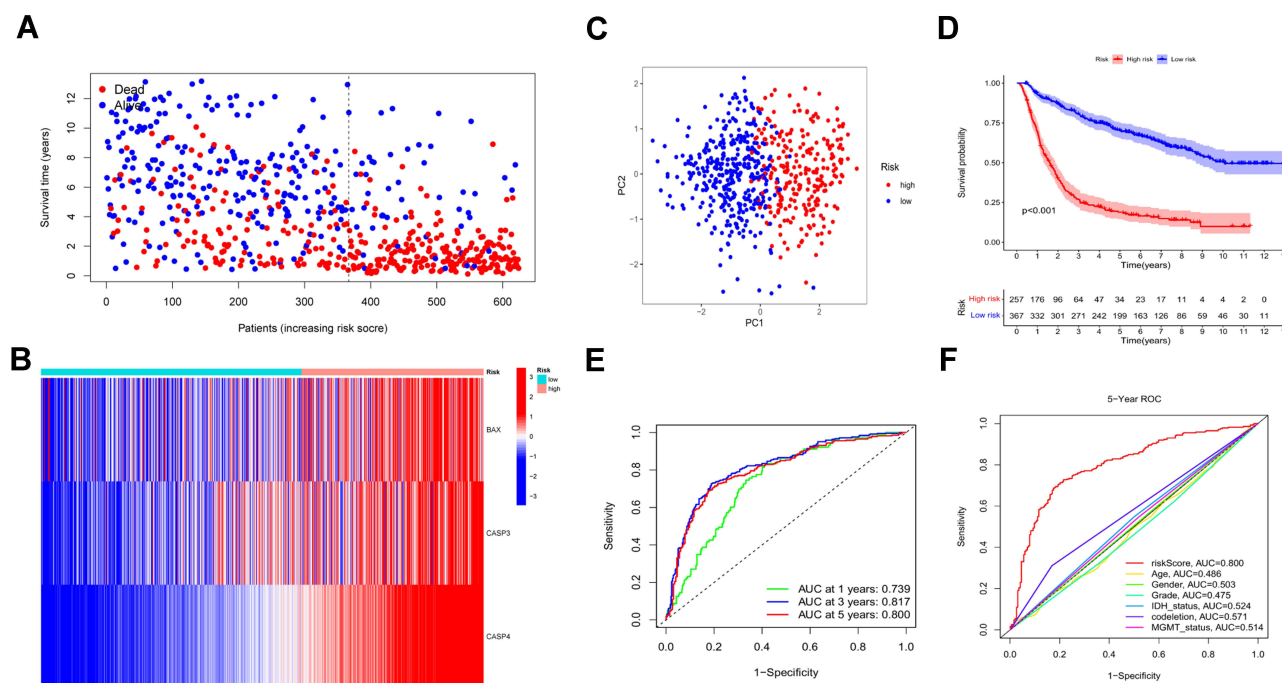 A
Dead
Alive
Survival time (years)
0 2 4 6 8 10 12
0 100 200 300 400 500 600
Patients (increasing risk socre)
B
Risk
Risk
low
high
BAX
CASP3
CASP4
3
2
1
0
−1
−2
−3
C
PC2
2
1
0
−1
−2
−2 0 2
PC1
Risk
high
low
D
Risk High risk Low risk
Survival probability
1.00
0.75
0.50
0.25
0.00
p<0.001
0 1 2 3 4 5 6 7 8 9 10 11 12
Time(years)
Risk
High risk 257 176 96 64 47 34 23 17 11 4 4 2 0
Low risk 367 332 301 271 242 199 163 126 86 59 46 30 11
0 1 2 3 4 5 6 7 8 9 10 11 12
Time(years)
E
Sensitivity
0.0 0.2 0.4 0.6 0.8 1.0
AUC at 1 years: 0.739
AUC at 3 years: 0.817
AUC at 5 years: 0.800
0.0 0.2 0.4 0.6 0.8 1.0
1−Specificity
F
5−Year ROC
Sensitivity
0.0 0.2 0.4 0.6 0.8 1.0
riskScore, AUC=0.800
Age, AUC=0.486
Gender, AUC=0.503
Grade, AUC=0.475
IDH_status, AUC=0.524
codeletion, AUC=0.571
MGMT_status, AUC=0.514
0.0 0.2 0.4 0.6 0.8 1.0
1−Specificity